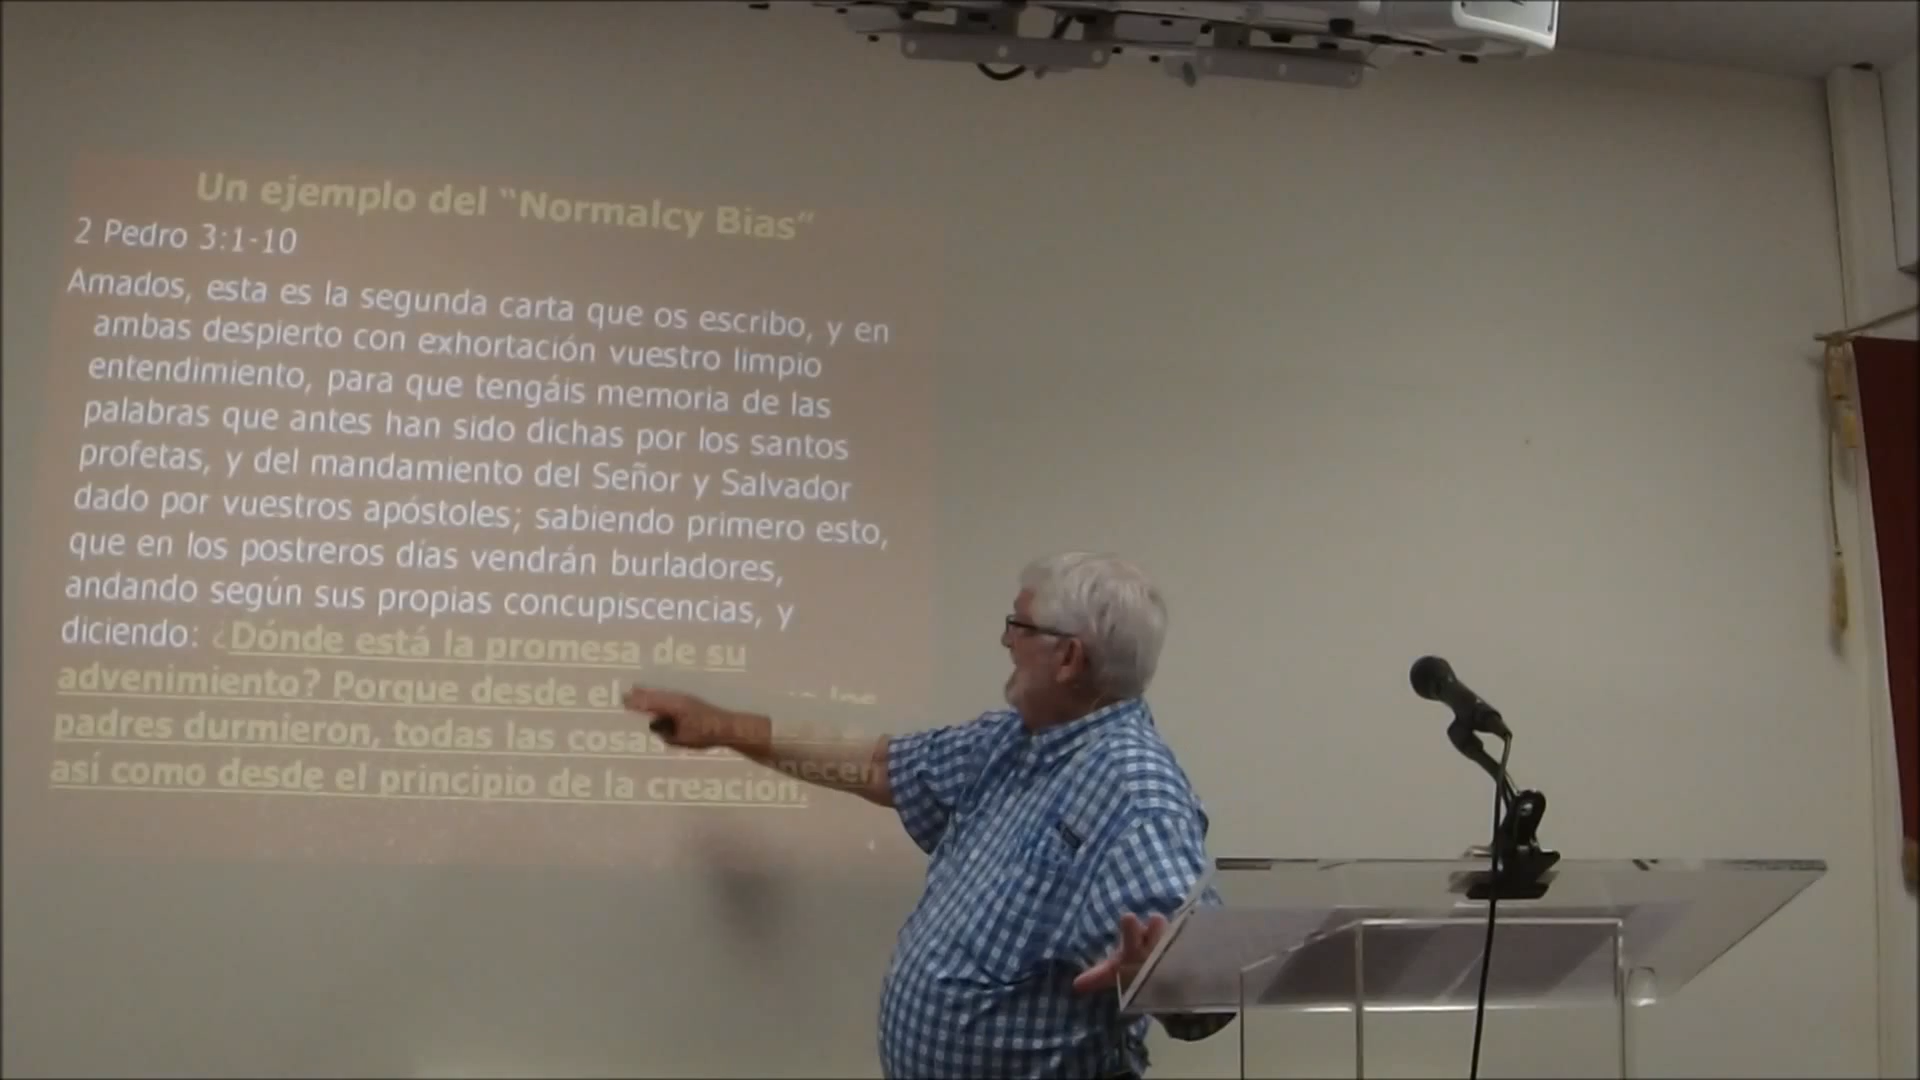 Un ejemplo del “Normalcy Bias”
2 Pedro 3:1-10
Amados, esta es la segunda carta que os escribo, y en
ambas despierto con exhortación vuestro limpio
entendimiento, para que tengáis memoria de las
palabras que antes han sido dichas por los santos
profetas, y del mandamiento del Señor y Salvador
dado por vuestros apóstoles; sabiendo primero esto,
que en los postreros días vendrán burladores,
andando según sus propias concupiscencias, y
diciendo: ¿Dónde está la promesa de su
advenimiento? Porque desde el los
padres durmieron, todas las cosas
así como desde el principio de la creación.